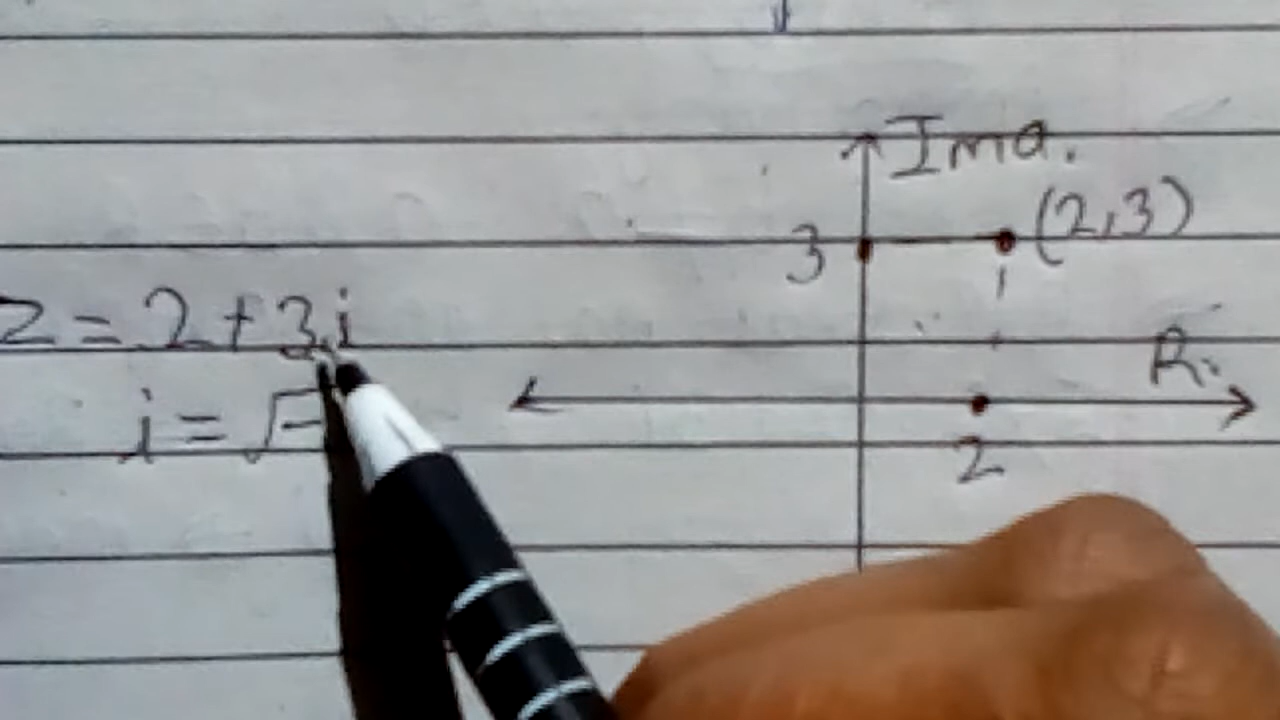 Ima.
(2,3)
3
z = 2 + 3i
R.
i = √-
2